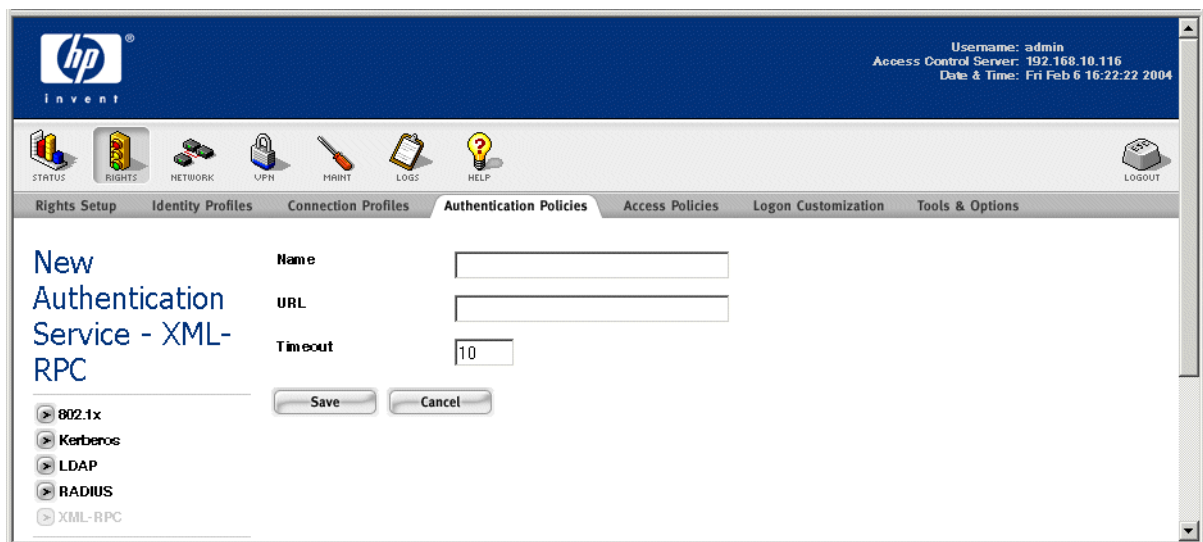 hp
®
invent
Username: admin
Access Control Server: 192.168.10.116
Date & Time: Fri Feb 6 16:22:22 2004
STATUS RIGHTS NETWORK VPN MAINT LOGS HELP LOGOUT
Rights Setup Identity Profiles Connection Profiles Authentication Policies Access Policies Logon Customization Tools & Options
New
Authentication
Service - XML-
RPC
802.1x
Kerberos
LDAP
RADIUS
XML-RPC
Name
URL
Timeout 10
Save Cancel